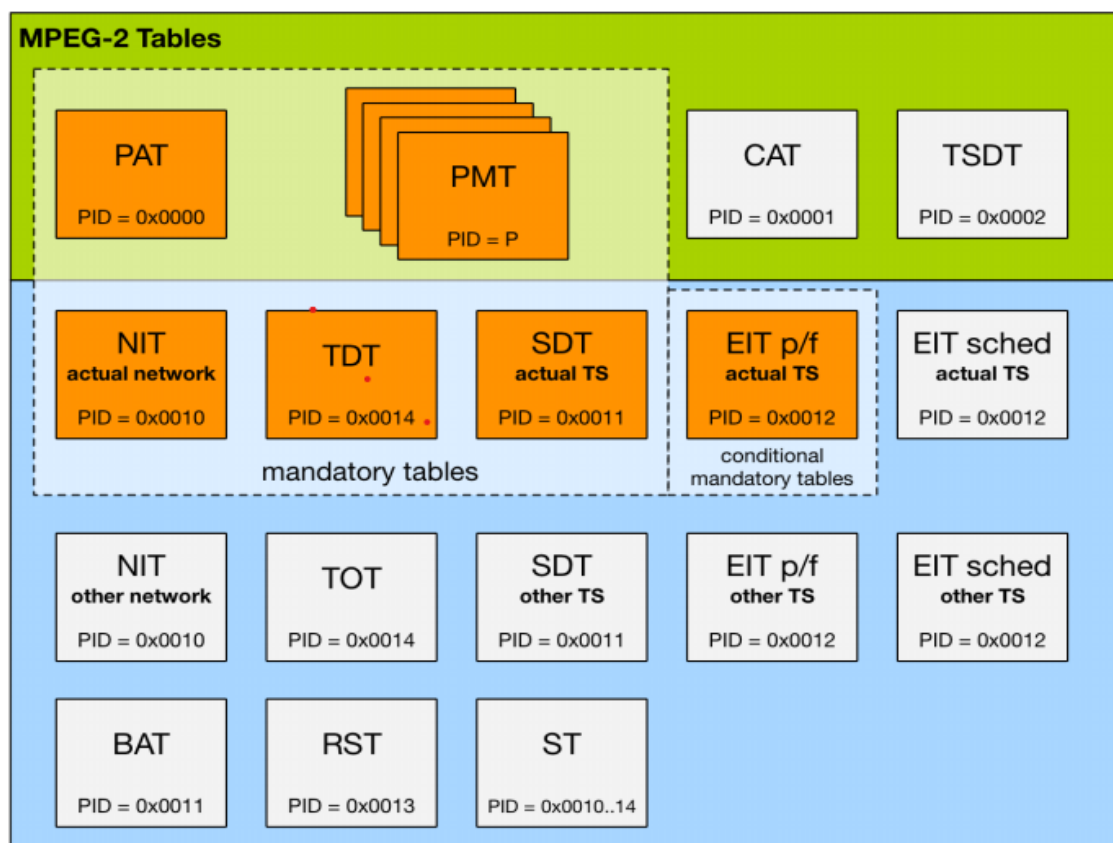 MPEG-2 Tables
PAT
PID = 0x0000
PMT
PID = P
CAT
PID = 0x0001
TSDT
PID = 0x0002
NIT
actual network
PID = 0x0010
TDT
PID = 0x0014
SDT
actual TS
PID = 0x0011
EIT p/f
actual TS
PID = 0x0012
EIT sched
actual TS
PID = 0x0012
mandatory tables
conditional
mandatory tables
NIT
other network
PID = 0x0010
TOT
PID = 0x0014
SDT
other TS
PID = 0x0011
EIT p/f
other TS
PID = 0x0012
EIT sched
other TS
PID = 0x0012
BAT
PID = 0x0011
RST
PID = 0x0013
ST
PID = 0x0010..14